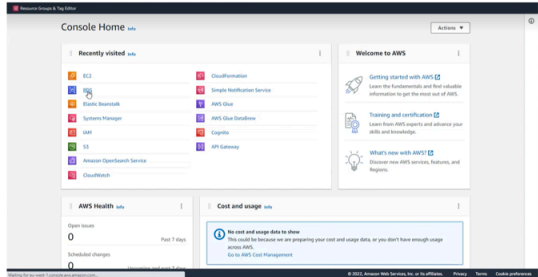 Resource Groups & Tag Editor
Console Home Info
Actions ▼
Recently visited Info
EC2
RDS
Elastic Beanstalk
Systems Manager
IAM
S3
Amazon OpenSearch Service
CloudWatch
CloudFormation
Simple Notification Service
AWS Glue
AWS Glue DataBrew
Cognito
API Gateway
Welcome to AWS
Getting started with AWS
Learn the fundamentals and find valuable
information to get the most out of AWS.
Training and certification
Learn from AWS experts and advance your
skills and knowledge.
What's new with AWS?
Discover new AWS services, features, and
Regions.
AWS Health Info
Open issues
0
Past 7 days
Scheduled changes
0
Cost and usage Info
No cost and usage data to show
This could be because we are preparing your cost and usage data, or you don't have enough usage
across AWS.
Go to AWS Cost Management
© 2022, Amazon Web Services, Inc. or its affiliates.
Privacy
Terms
Cookie preferences